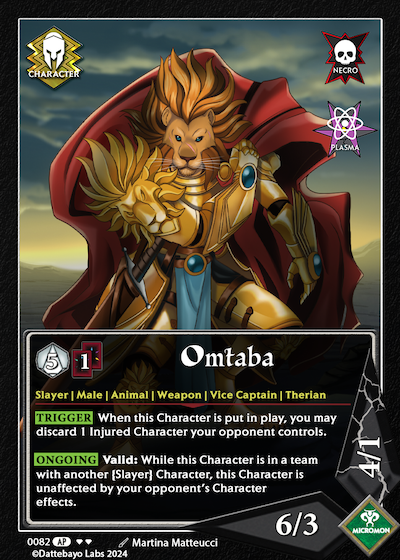 CHARACTER
NECRO
PLASMA
5
1
Omtaba
Slayer | Male | Animal | Weapon | Vice Captain | Therian
TRIGGER When this Character is put in play, you may
discard 1 Injured Character your opponent controls.
ONGOING Valid: While this Character is in a team
with another [Slayer] Character, this Character is
unaffected by your opponent's Character
effects.
4/1
6/3
0082 AP ♥♥ Martina Matteucci
©Dattebayo Labs 2024
MICROMON